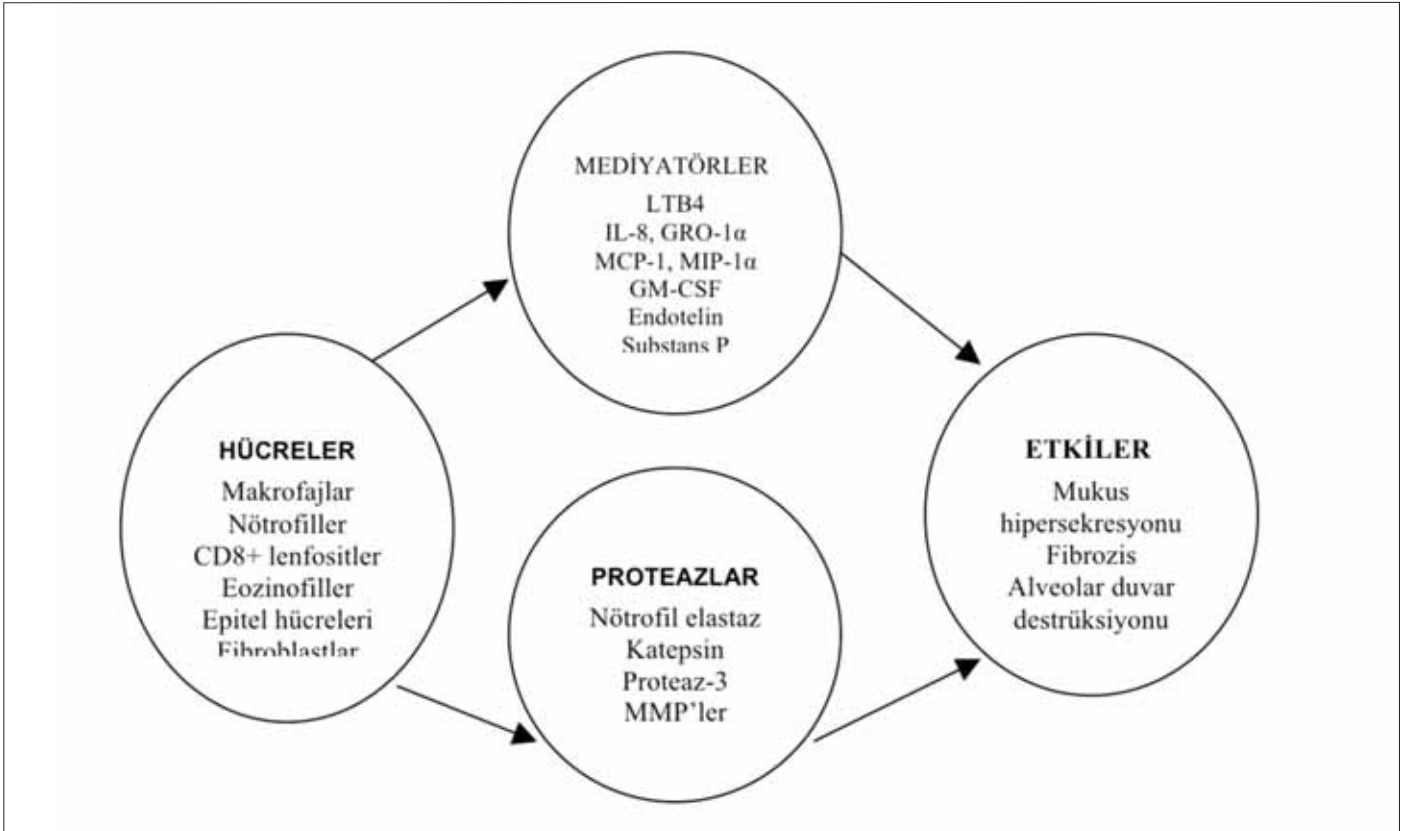 MEDİYATÖRLER
LTB4
IL-8, GRO-1α
MCP-1, MIP-1α
GM-CSF
Endotelin
Substans P
HÜCRELER
Makrofajlar
Nötrofiller
CD8+ lenfositler
Eozinofiller
Epitel hücreleri
Fibroblastlar
PROTEAZLAR
Nötrofil elastaz
Katepsin
Proteaz-3
MMP’ler
ETKİLER
Mukus
hipersekresyonu
Fibrozis
Alveolar duvar
destrüksiyonu